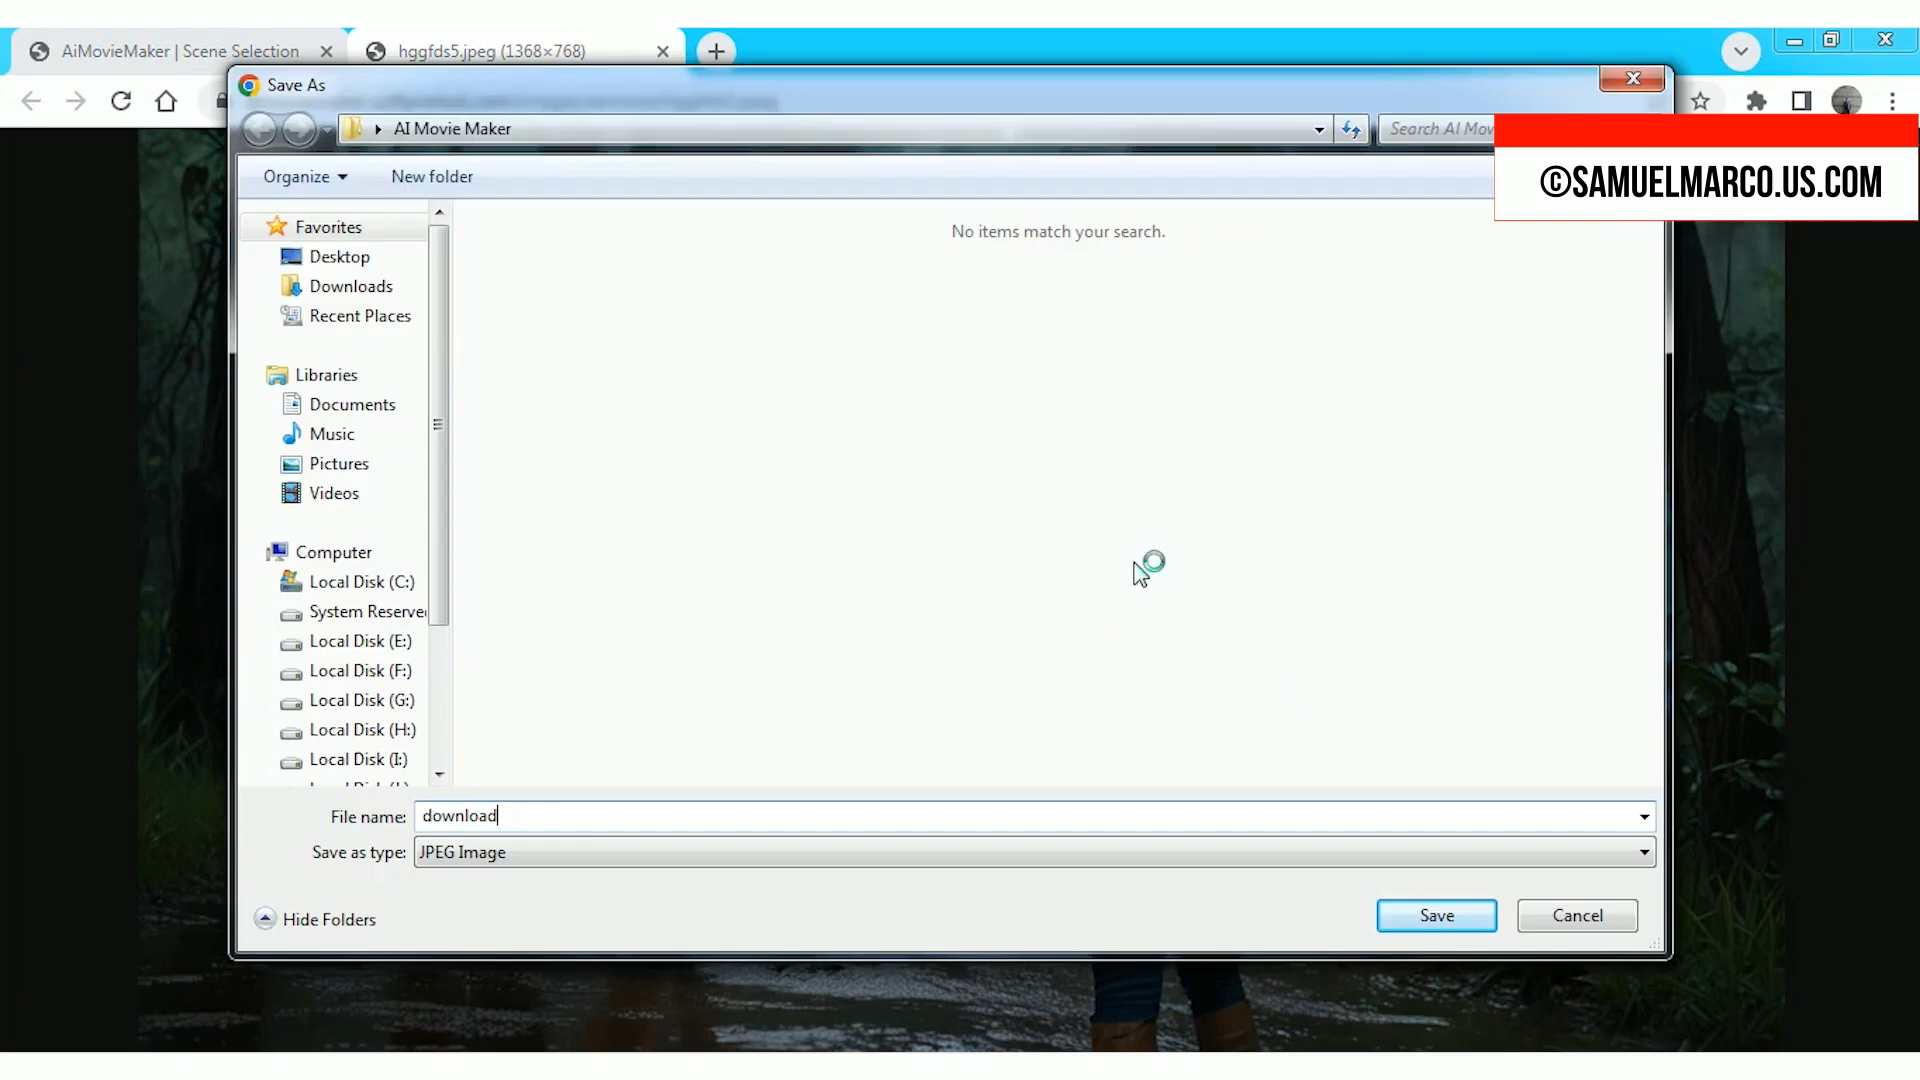 AiMovieMaker | Scene Selection
hggfds5.jpeg (1368×768)
Save As
AI Movie Maker
Search AI Mov
©SAMUELMARCO.US.COM
Organize
New folder
No items match your search.
Favorites
Desktop
Downloads
Recent Places
Libraries
Documents
Music
Pictures
Videos
Computer
Local Disk (C:)
System Reserve
Local Disk (E:)
Local Disk (F:)
Local Disk (G:)
Local Disk (H:)
Local Disk (I:)
File name: download
Save as type: JPEG Image
Hide Folders
Save
Cancel